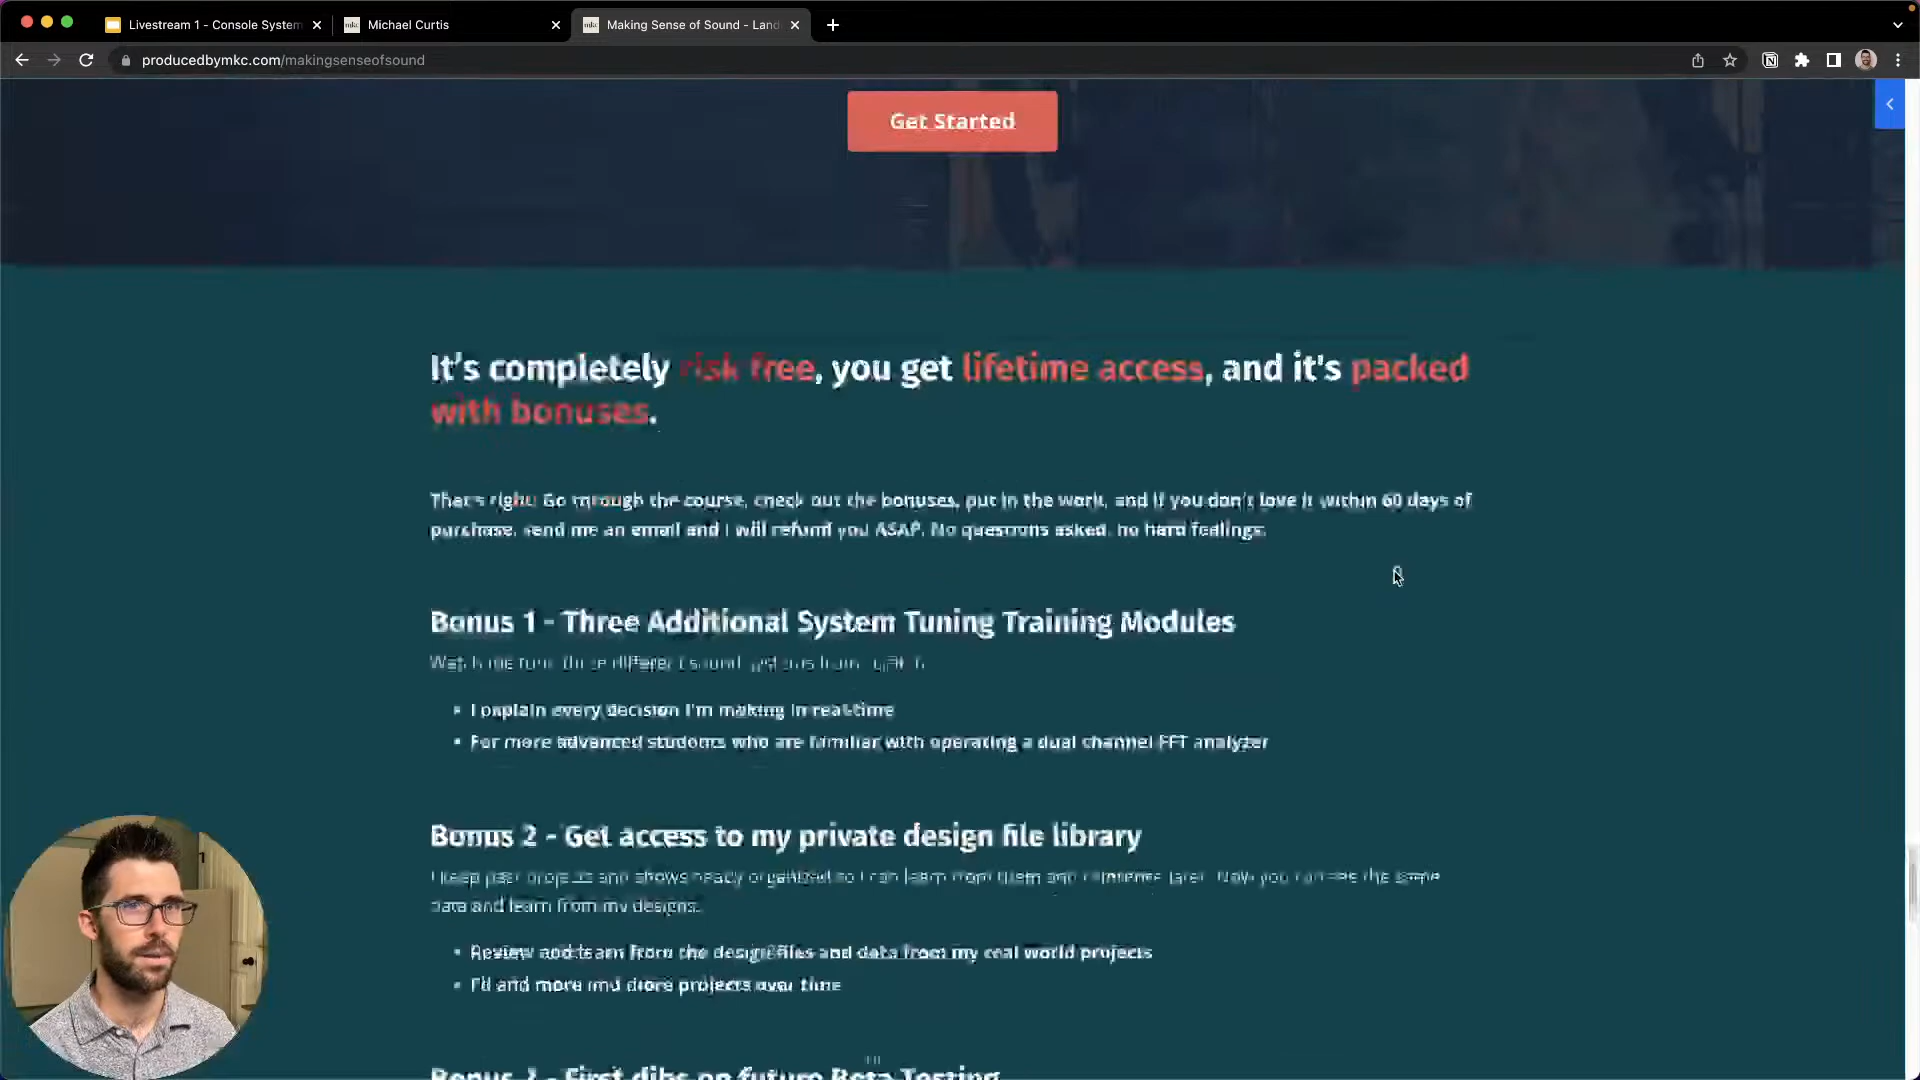 Livestream 1 - Console System
Michael Curtis
Making Sense of Sound - Land
producedbymkc.com/makingsenseofsound
Get Started
It's completely risk free, you get lifetime access, and it's packed
with bonuses.
That's right! Go through the course, check out the bonuses, put in the work, and if you don't love it within 60 days of
purchase, send me an email and I will refund you ASAP. No questions asked, no hard feelings.
Bonus 1 - Three Additional System Tuning Training Modules
Watch me tune three different sound systems from
• I explain every decision I'm making in real-time
• For more advanced students who are familiar with operating a dual channel FFT analyzer
Bonus 2 - Get access to my private design file library
I keep past projects and shows neatly organized so I can learn from them and reference later. Now you can see the same
data and learn from my designs.
• Review and learn from the design files and data from my real world projects
• I'll add more and more projects over time
Bonus 3 - First dibs on future Beta Testing